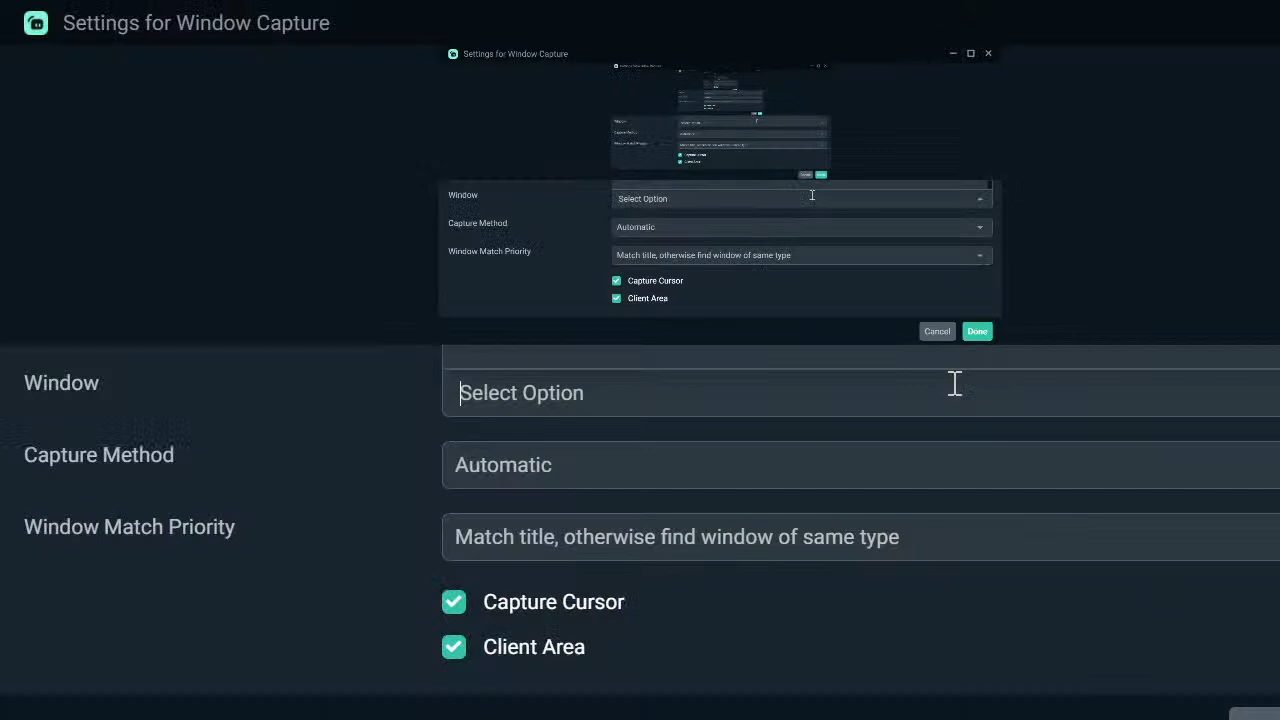 Settings for Window Capture
Settings for Window Capture
Window
Select Option
Capture Method
Automatic
Window Match Priority
Match title, otherwise find window of same type
Capture Cursor
Client Area
Cancel
Done
Window
Select Option
Capture Method
Automatic
Window Match Priority
Match title, otherwise find window of same type
Capture Cursor
Client Area